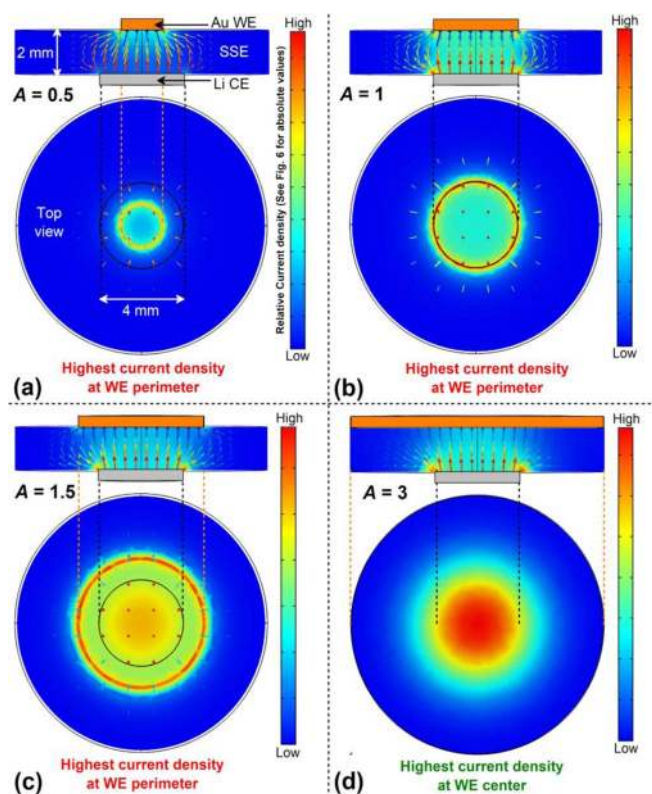 Au WE
High
High
2 mm
SSE
Li CE
A = 0.5
A = 1
Relative Current density (See Fig. 6 for absolute values)
Top
view
4 mm
Low
Low
(a)
Highest current density
at WE perimeter
(b)
Highest current density
at WE perimeter
High
High
A = 1.5
A = 3
Low
Low
(c)
Highest current density
at WE perimeter
(d)
Highest current density
at WE center